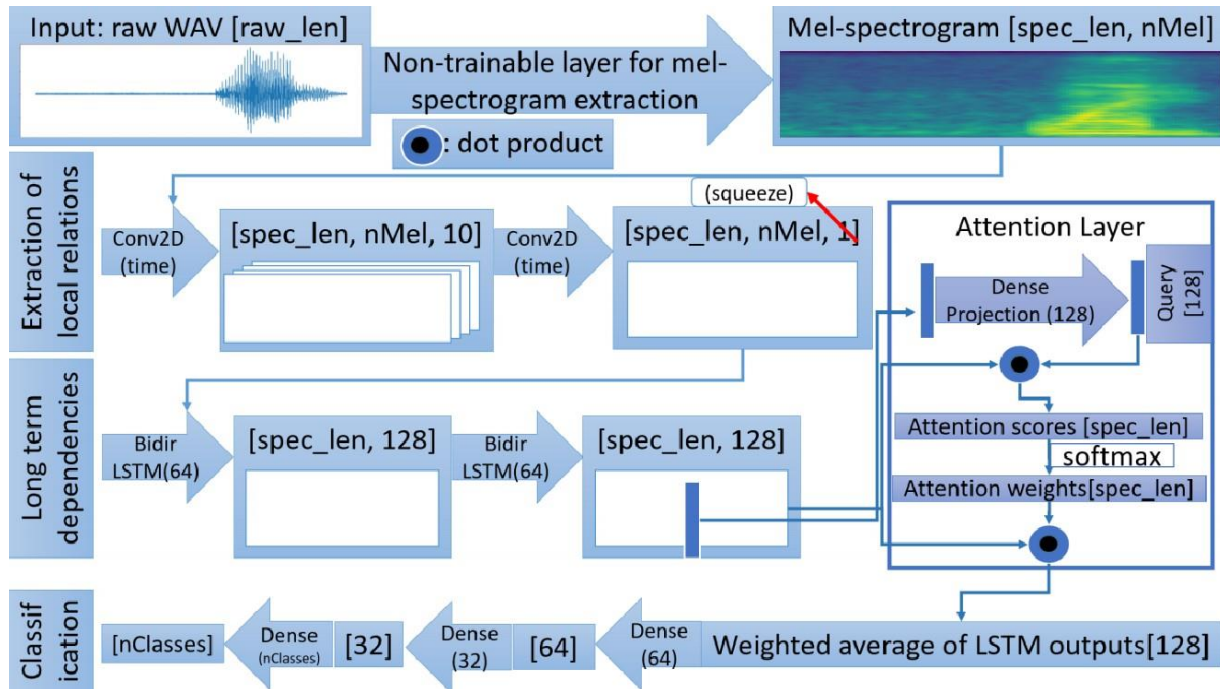 Input: raw WAV [raw_len]
Non-trainable layer for mel-
spectrogram extraction
: dot product
Mel-spectrogram [spec_len, nMel]
Extraction of
local relations
Conv2D
(time)
[spec_len, nMel, 10]
Conv2D
(time)
(squeeze)
[spec_len, nMel, 1]
Attention Layer
Dense
Projection (128)
Query
[128]
Attention scores [spec_len]
softmax
Attention weights[spec_len]
Long term
dependencies
Bidir
LSTM(64)
[spec_len, 128]
Bidir
LSTM(64)
[spec_len, 128]
Classif
ication
[nClasses]
Dense
(nClasses)
[32]
Dense
(32)
[64]
Dense
(64)
Weighted average of LSTM outputs[128]